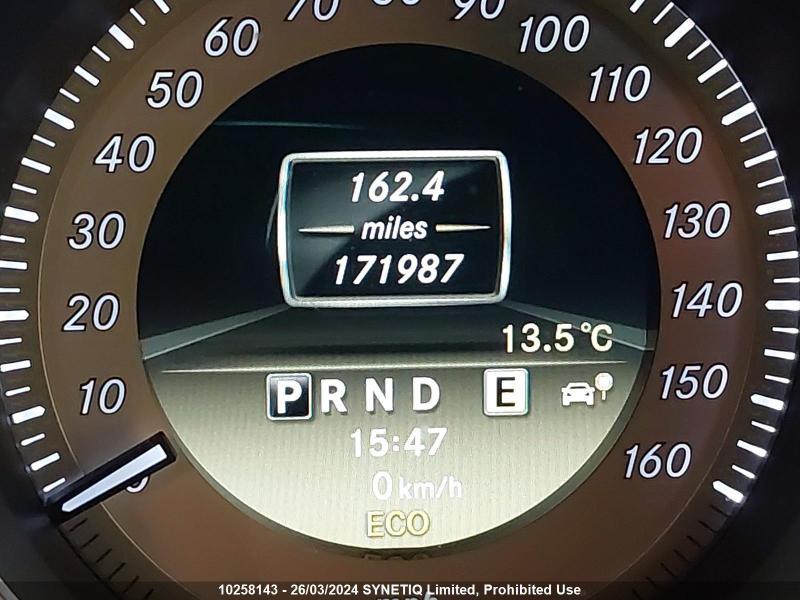 10 20 30 40 50 60 70 80 90 100 110 120 130 140 150 160
162.4
miles
171987
13.5°C
P R N D E
15:47
0 km/h
ECO
10258143 - 26/03/2024 SYNETIQ Limited, Prohibited Use